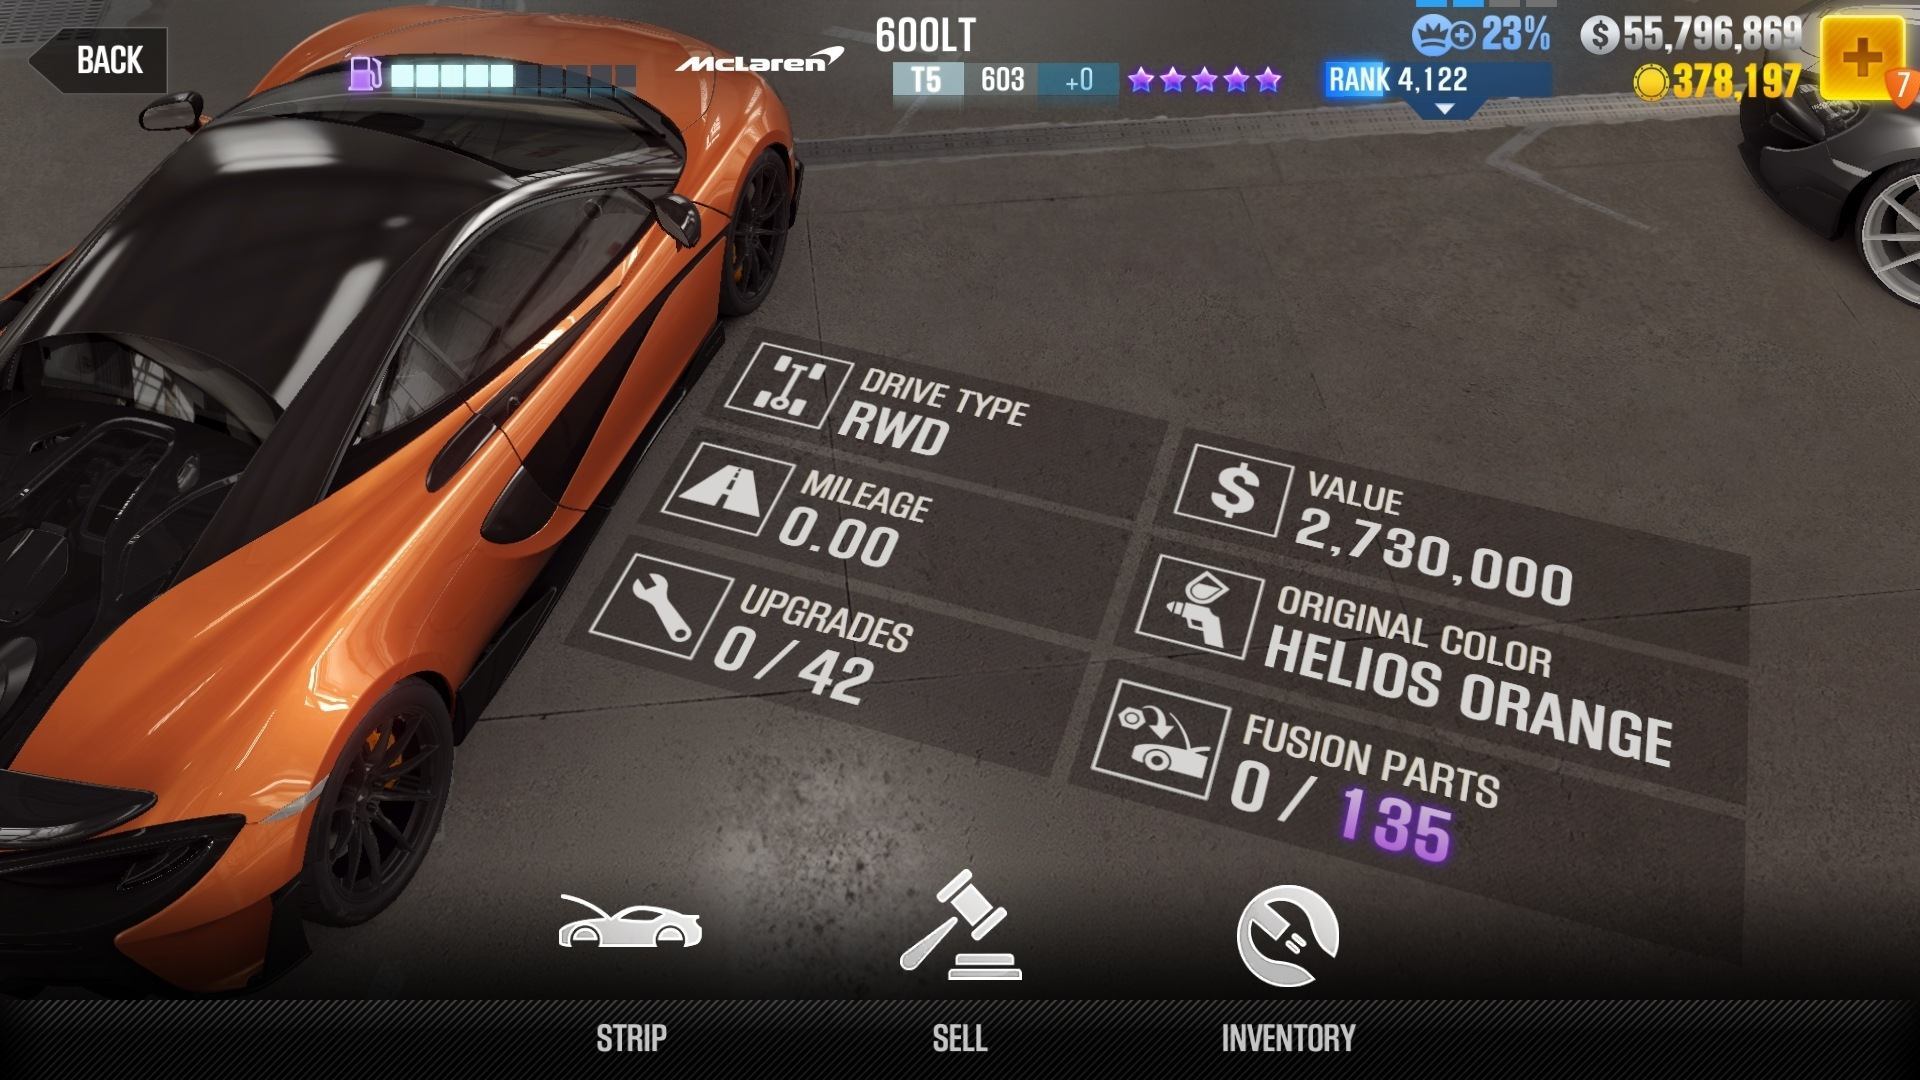 BACK
McLaren
600LT
T5 603 +0
23%
RANK 4,122
$ 55,796,869
378,197
7
DRIVE TYPE
RWD
MILEAGE
0.00
UPGRADES
0 / 42
$ VALUE
2,730,000
ORIGINAL COLOR
HELIOS ORANGE
FUSION PARTS
0 / 135
STRIP
SELL
INVENTORY